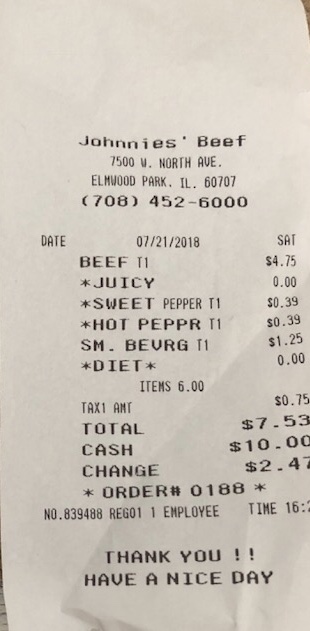 Johnnies' Beef
7500 W. NORTH AVE.
ELMWOOD PARK. IL. 60707
(708) 452-6000
DATE 07/21/2018 SAT
BEEF T1 $4.75
*JUICY 0.00
*SWEET PEPPER T1 $0.39
*HOT PEPPR T1 $0.39
SM. BEVRG T1 $1.25
*DIET* 0.00
ITEMS 6.00
TAX1 AMT $0.75
TOTAL $7.53
CASH $10.00
CHANGE $2.47
* ORDER# 0188 *
NO.839488 REG01 1 EMPLOYEE TIME 16:2
THANK YOU !!
HAVE A NICE DAY